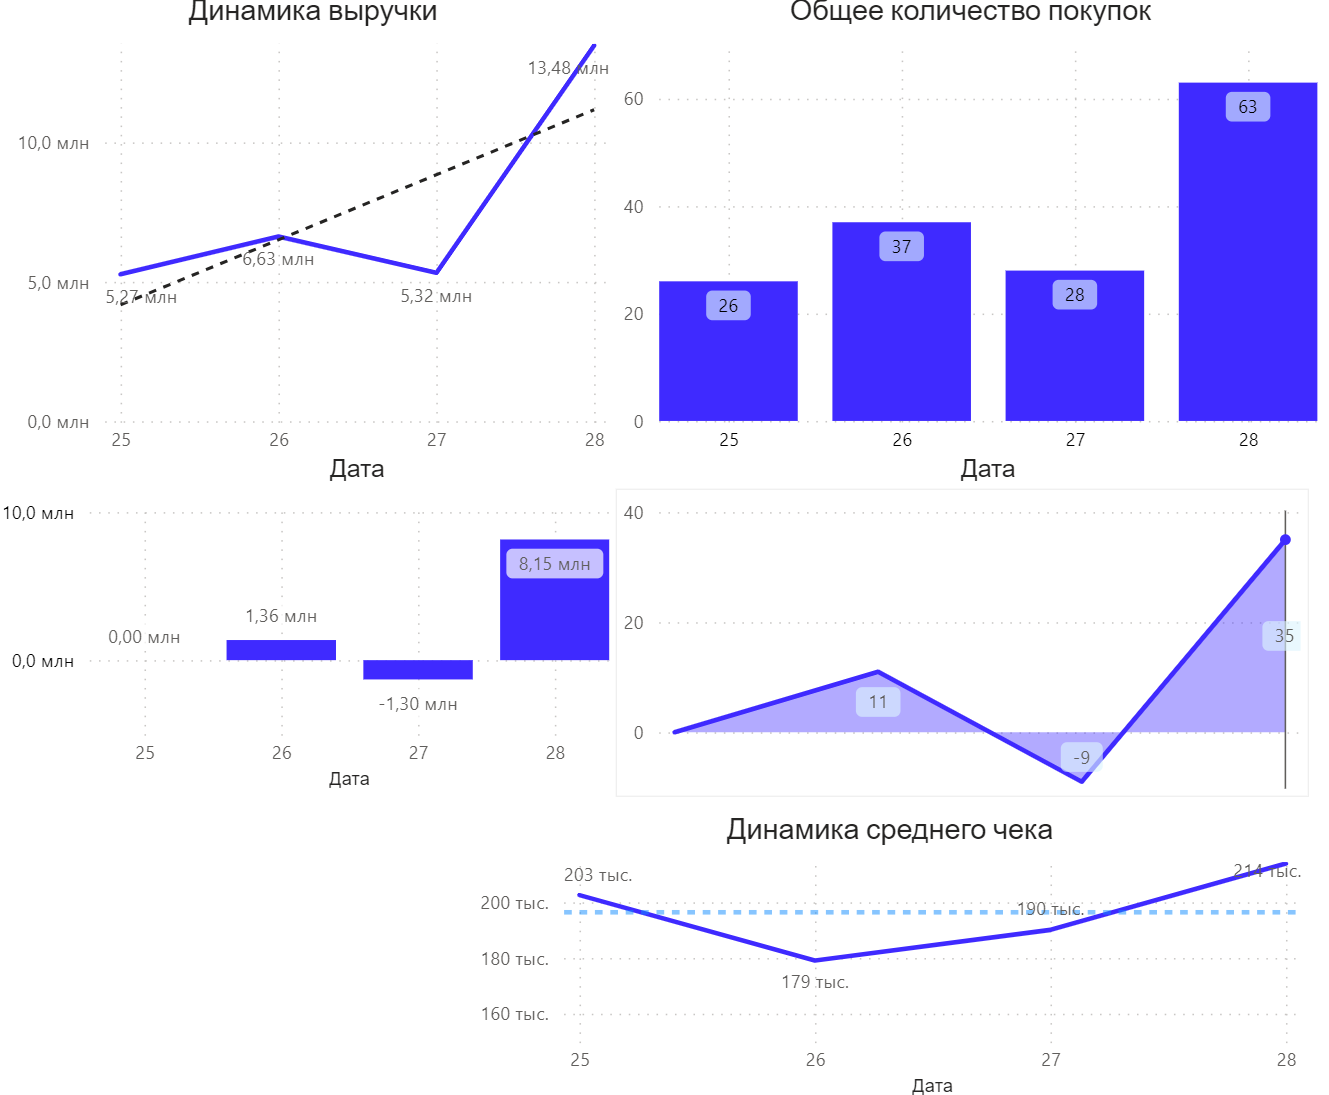 Динамика выручки
13,48 млн
10,0 млн
6,63 млн
5,0 млн
5,27 млн
5,32 млн
0,0 млн
25 26 27 28
Дата
Общее количество покупок
60
63
40
37
20
26
28
0
25 26 27 28
Дата
10,0 млн
8,15 млн
1,36 млн
0,00 млн
0,0 млн
-1,30 млн
25 26 27 28
Дата
40
20
35
11
0
-9
Динамика среднего чека
203 тыс.
214 тыс.
200 тыс.
190 тыс.
180 тыс.
179 тыс.
160 тыс.
25 26 27 28
Дата